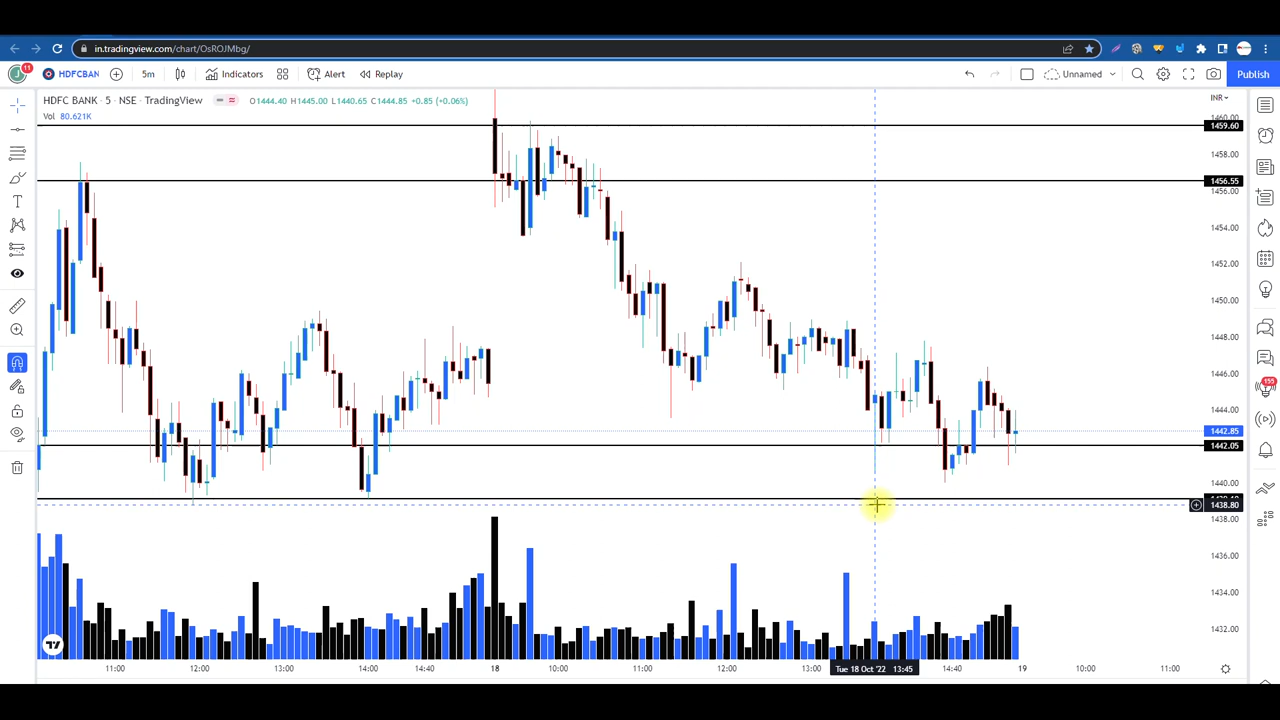 in.tradingview.com/chart/OsROJMbg/
11
HDFCBAN
5m
Indicators
Alert
Replay
Unnamed
Publish
HDFC BANK · 5 · NSE · TradingView
O1444.40 H1445.00 L1440.65 C1444.85 +0.85 (+0.06%)
Vol 80.621K
INR
1460.00
1459.60
1458.00
1456.55
1456.00
1454.00
1452.00
1450.00
1448.00
1446.00
155
1444.00
1442.85
1442.05
1440.00
1438.80
1438.00
1436.00
1434.00
1432.00
11:00 12:00 13:00 14:00 14:40 18 10:00 11:00 12:00 13:00 Tue 18 Oct '22 13:45 14:40 19 10:00 11:00